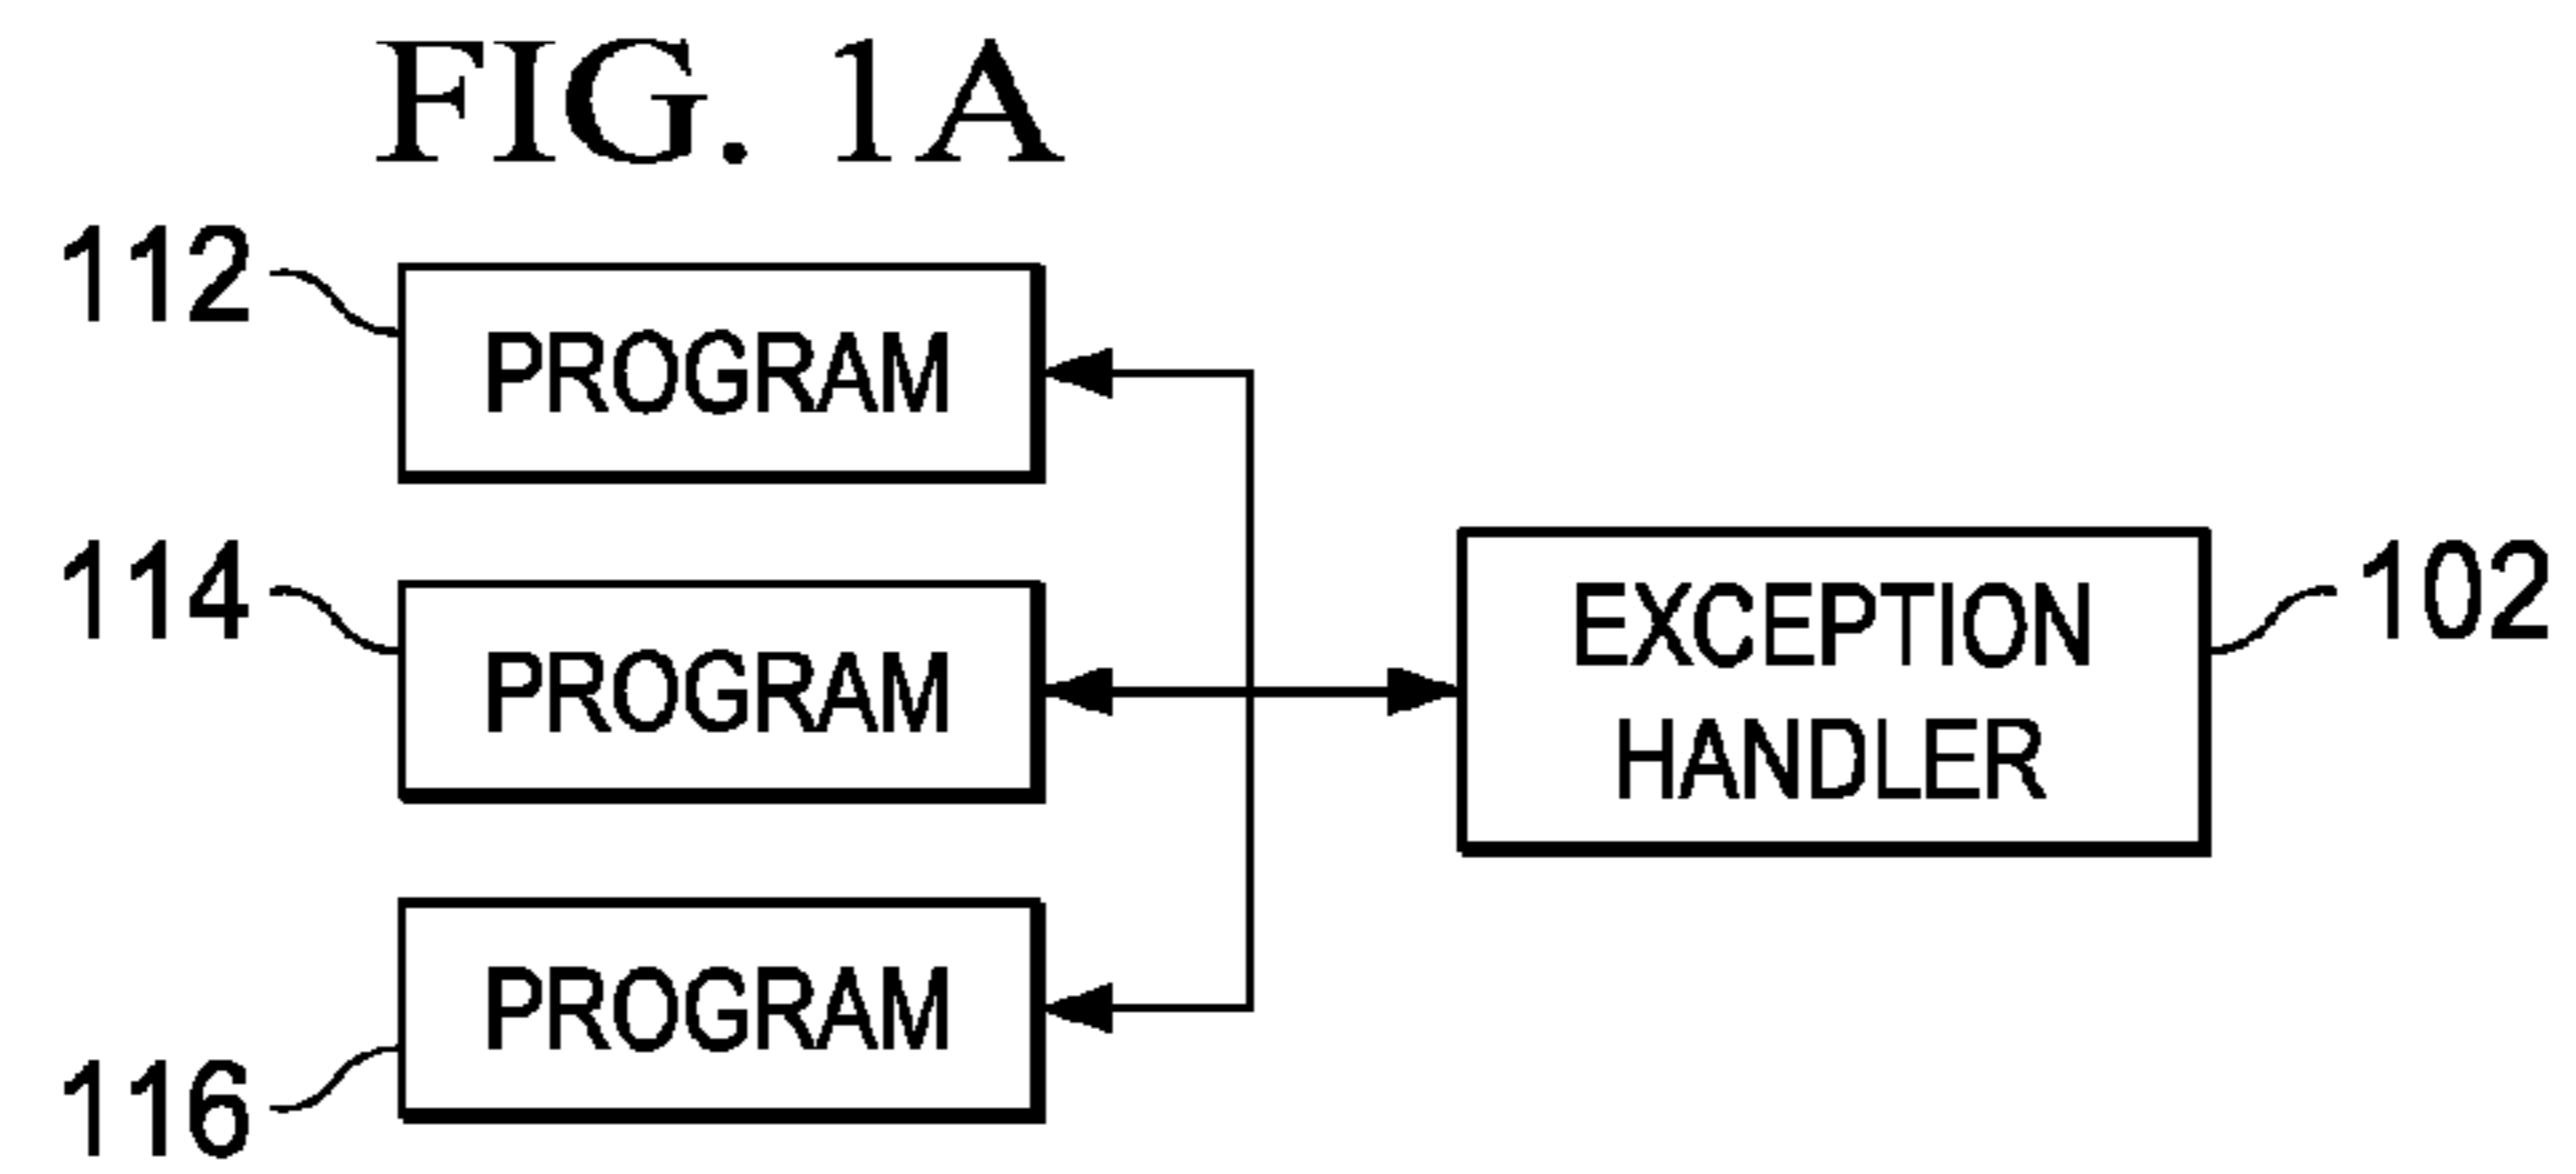 FIG. 1A
112
PROGRAM
114
PROGRAM
EXCEPTION
HANDLER
102
116
PROGRAM